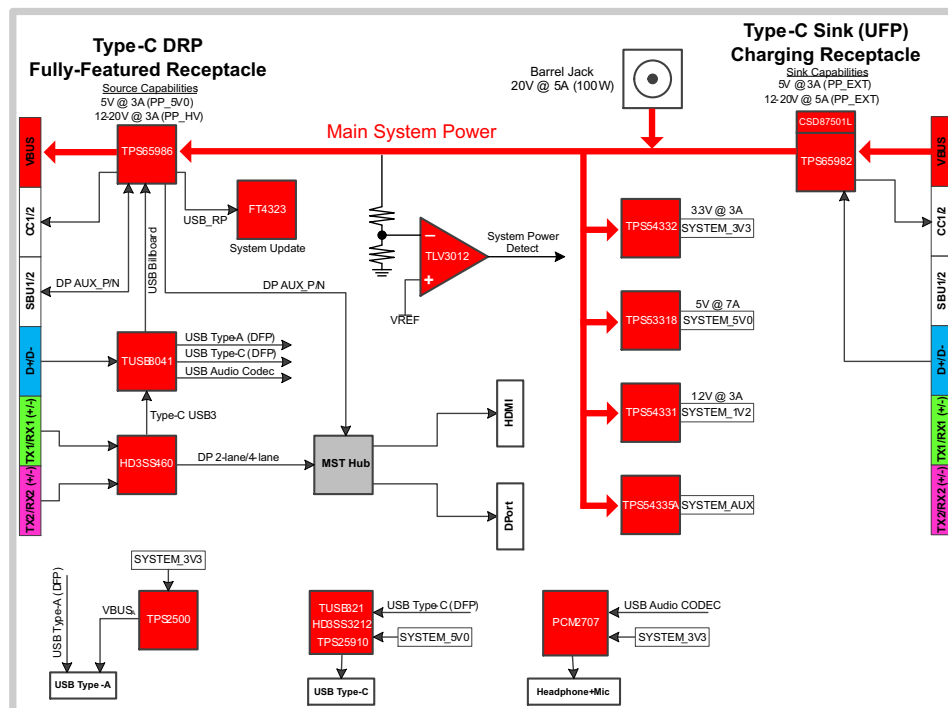 Type-C DRP
Fully-Featured Receptacle
Source Capabilities
5V @ 3A (PP_5V0)
12-20V @ 3A (PP_HV)
Barrel Jack
20V @ 5A (100W)
Type-C Sink (UFP)
Charging Receptacle
Sink Capabilities
5V @ 3A (PP_EXT)
12-20V @ 5A (PP_EXT)
Main System Power
CSD87501L
TPS65982
TPS65986
VBUS
CC1/2
SBU1/2
D+/D-
TX1/RX1 (+/-)
TX2/RX2 (+/-)
VBUS
CC1/2
SBU1/2
D+/D-
TX1/RX1 (+/-)
TX2/RX2 (+/-)
USB_RP
FT4323
System Update
USB Billboard
DP AUX_P/N
DP AUX_P/N
TLV3012
System Power
Detect
VREF
TPS54332
3.3V @ 3A
SYSTEM_3V3
TPS53318
5V @ 7A
SYSTEM_5V0
TPS54331
1.2V @ 3A
SYSTEM_1V2
TPS54335A
SYSTEM_AUX
TUSB8041
USB Type-A (DFP)
USB Type-C (DFP)
USB Audio Codec
Type-C USB3
HD3SS460
DP 2-lane/4-lane
MST Hub
HDMI
DPort
SYSTEM_3V3
USB Type-A (DFP)
VBUS
TPS2500
USB Type -A
TUSB321
HD3SS3212
TPS25910
USB Type-C (DFP)
SYSTEM_5V0
USB Type-C
PCM2707
USB Audio CODEC
SYSTEM_3V3
Headphone+Mic